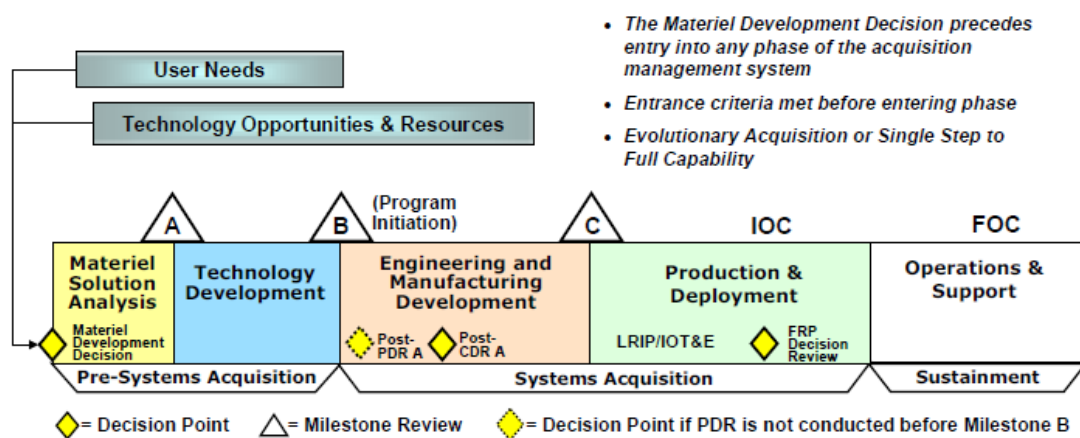 User Needs
Technology Opportunities & Resources
• The Materiel Development Decision precedes
entry into any phase of the acquisition
management system
• Entrance criteria met before entering phase
• Evolutionary Acquisition or Single Step to
Full Capability
A
B
(Program
Initiation)
C
IOC
FOC
Materiel
Solution
Analysis
Materiel
Development
Decision
Technology
Development
Engineering and
Manufacturing
Development
Post-
PDR A
Post-
CDR A
Production &
Deployment
LRIP/IOT&E
FRP
Decision
Review
Operations &
Support
Pre-Systems Acquisition
Systems Acquisition
Sustainment
= Decision Point
= Milestone Review
= Decision Point if PDR is not conducted before Milestone B